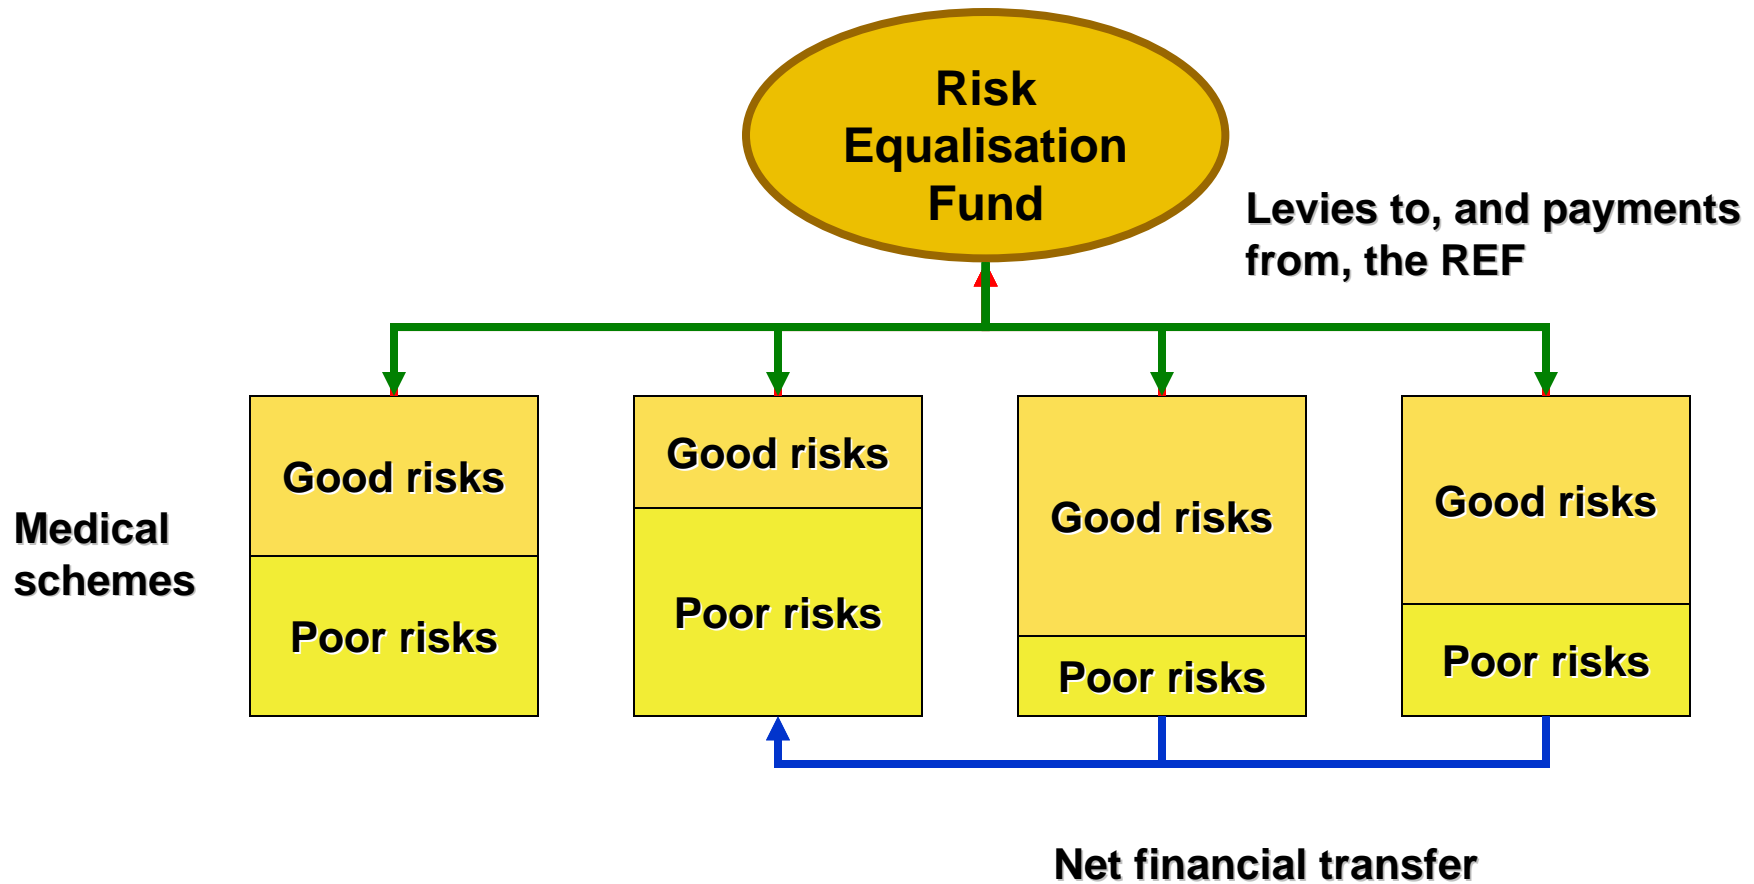 Risk
Equalisation
Fund
Levies to, and payments
from, the REF
Good risks
Good risks
Good risks
Good risks
Medical
schemes
Poor risks
Poor risks
Poor risks
Poor risks
Net financial transfer